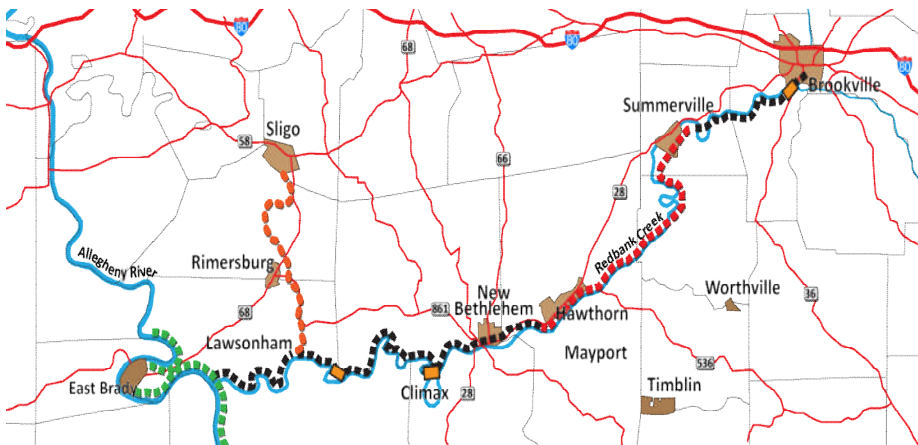 80
80
68
Brookville
80
Summerville
Sligo
58
66
28
Redbank Creek
Allegheny River
Rimersburg
Worthville
36
New
Bethlehem
861
Hawthorn
68
Lawsonham
Mayport
536
East Brady
Climax
28
Timblin